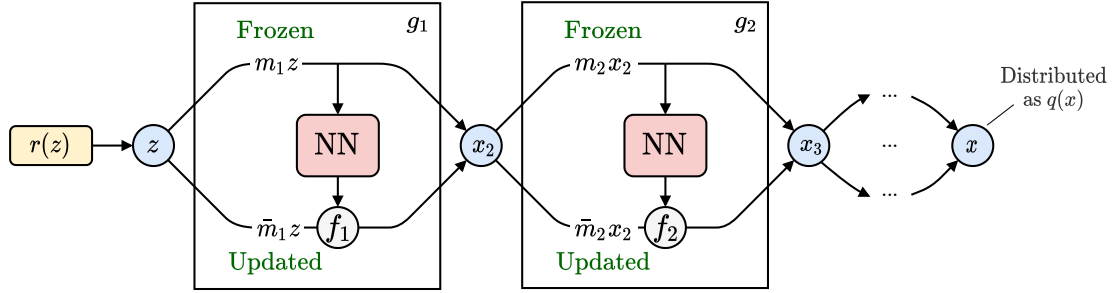 r(z)
z
g₁
Frozen
m₁z
NN
m̄₁z
f₁
Updated
x₂
g₂
Frozen
m₂x₂
NN
m̄₂x₂
f₂
Updated
x₃
...
...
...
x
Distributed
as q(x)